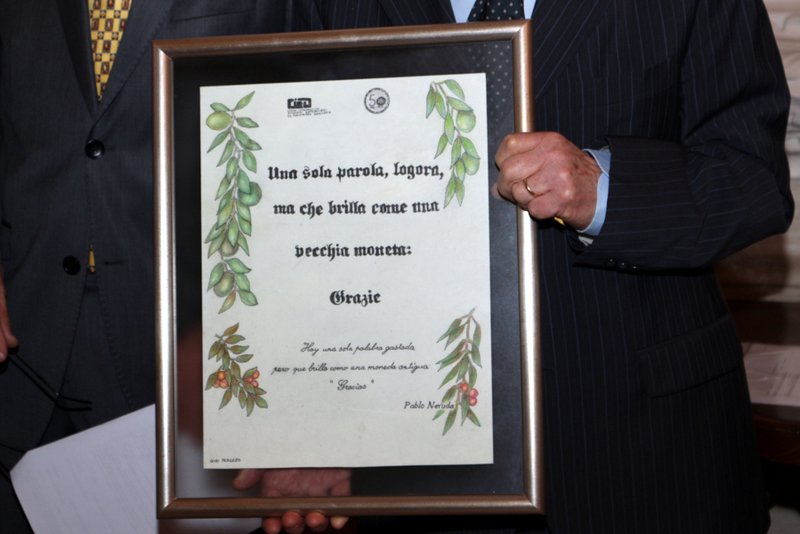 50
Una sola parola, logora,
ma che brilla come una
vecchia moneta:
Grazie
Hay una sola palabra gastada
pero que brilla como una moneda antigua
"Gracias"
Pablo Neruda